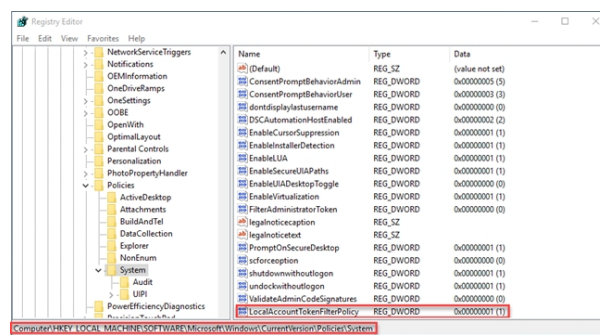 Registry Editor
File Edit View Favorites Help
NetworkServiceTriggers
Notifications
OEMInformation
OneDriveRamps
OneSettings
OOBE
OpenWith
OptimalLayout
Parental Controls
Personalization
PhotoPropertyHandler
Policies
ActiveDesktop
Attachments
BuildAndTel
DataCollection
Explorer
NonEnum
System
Audit
UIPI
PowerEfficiencyDiagnostics
PrecisionTouchPad
Name Type Data
(Default) REG_SZ (value not set)
ConsentPromptBehaviorAdmin REG_DWORD 0x00000005 (5)
ConsentPromptBehaviorUser REG_DWORD 0x00000003 (3)
dontdisplaylastusername REG_DWORD 0x00000000 (0)
DSCAutomationHostEnabled REG_DWORD 0x00000002 (2)
EnableCursorSuppression REG_DWORD 0x00000001 (1)
EnableInstallerDetection REG_DWORD 0x00000001 (1)
EnableLUA REG_DWORD 0x00000001 (1)
EnableSecureUIAPaths REG_DWORD 0x00000001 (1)
EnableUIADesktopToggle REG_DWORD 0x00000000 (0)
EnableVirtualization REG_DWORD 0x00000001 (1)
FilterAdministratorToken REG_DWORD 0x00000000 (0)
legalnoticecaption REG_SZ
legalnoticetext REG_SZ
PromptOnSecureDesktop REG_DWORD 0x00000001 (1)
scforceoption REG_DWORD 0x00000000 (0)
shutdownwithoutlogon REG_DWORD 0x00000001 (1)
undockwithoutlogon REG_DWORD 0x00000001 (1)
ValidateAdminCodeSignatures REG_DWORD 0x00000000 (0)
LocalAccountTokenFilterPolicy REG_DWORD 0x00000001 (1)
Computer\HKEY_LOCAL_MACHINE\SOFTWARE\Microsoft\Windows\CurrentVersion\Policies\System